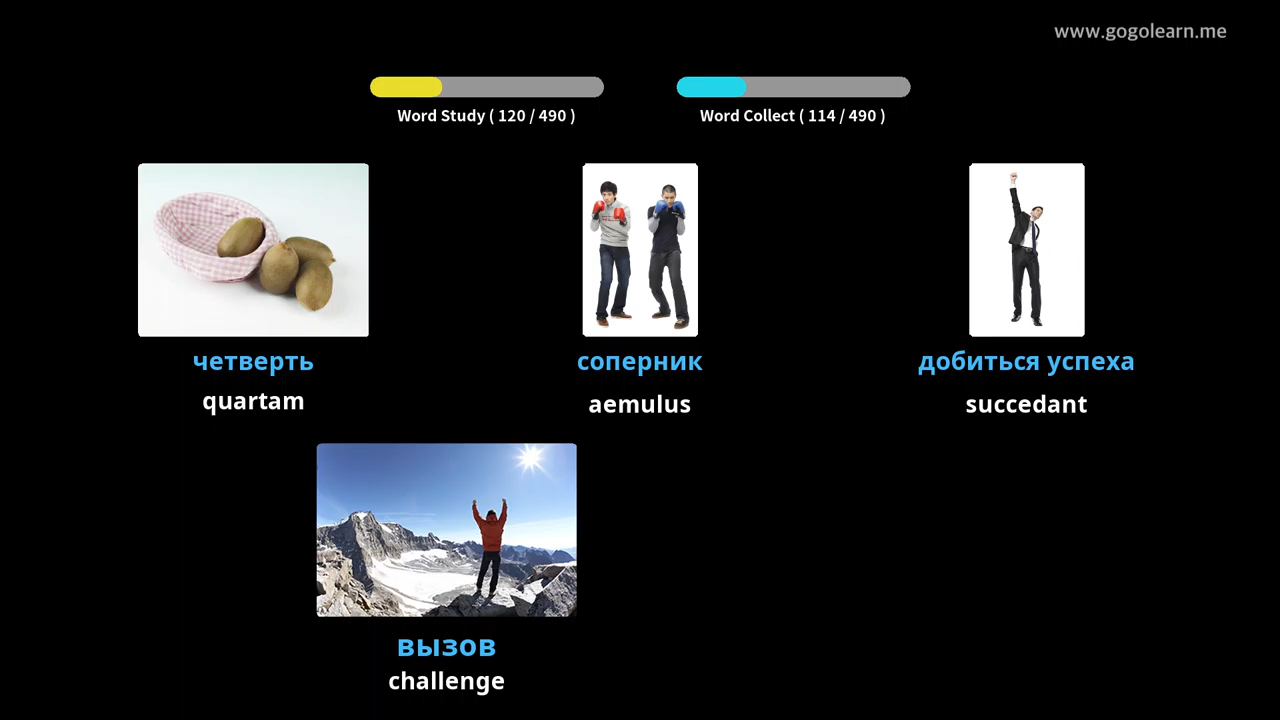 www.gogolearn.me
Word Study ( 120 / 490 )
Word Collect ( 114 / 490 )
четверть
quartam
соперник
aemulus
добиться успеха
succedant
вызов
challenge